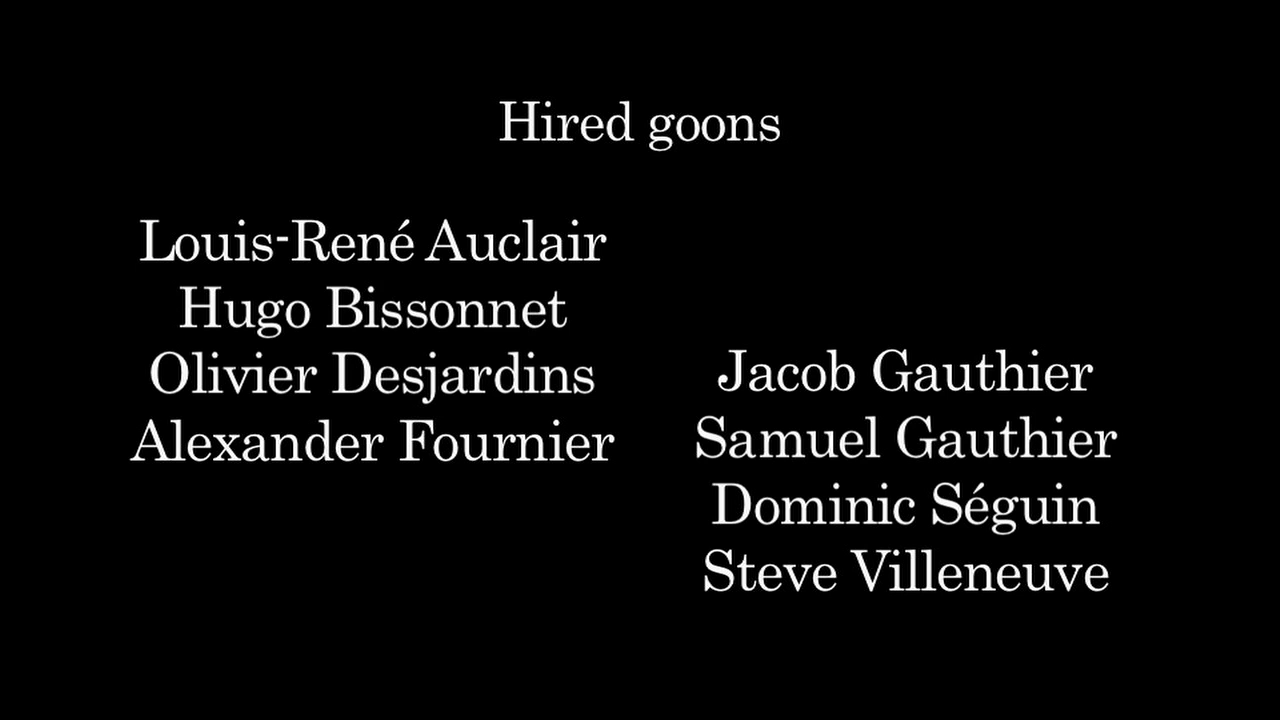 Hired goons
Louis-René Auclair
Hugo Bissonnet
Olivier Desjardins
Alexander Fournier
Jacob Gauthier
Samuel Gauthier
Dominic Séguin
Steve Villeneuve